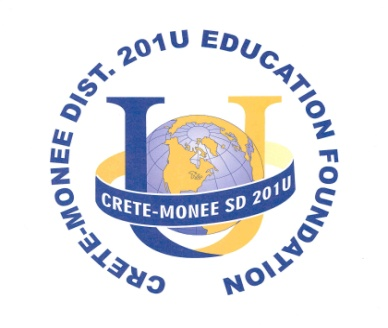 CRETE-MONEE DIST. 201U EDUCATION FOUNDATION
U
CRETE-MONEE SD 201U